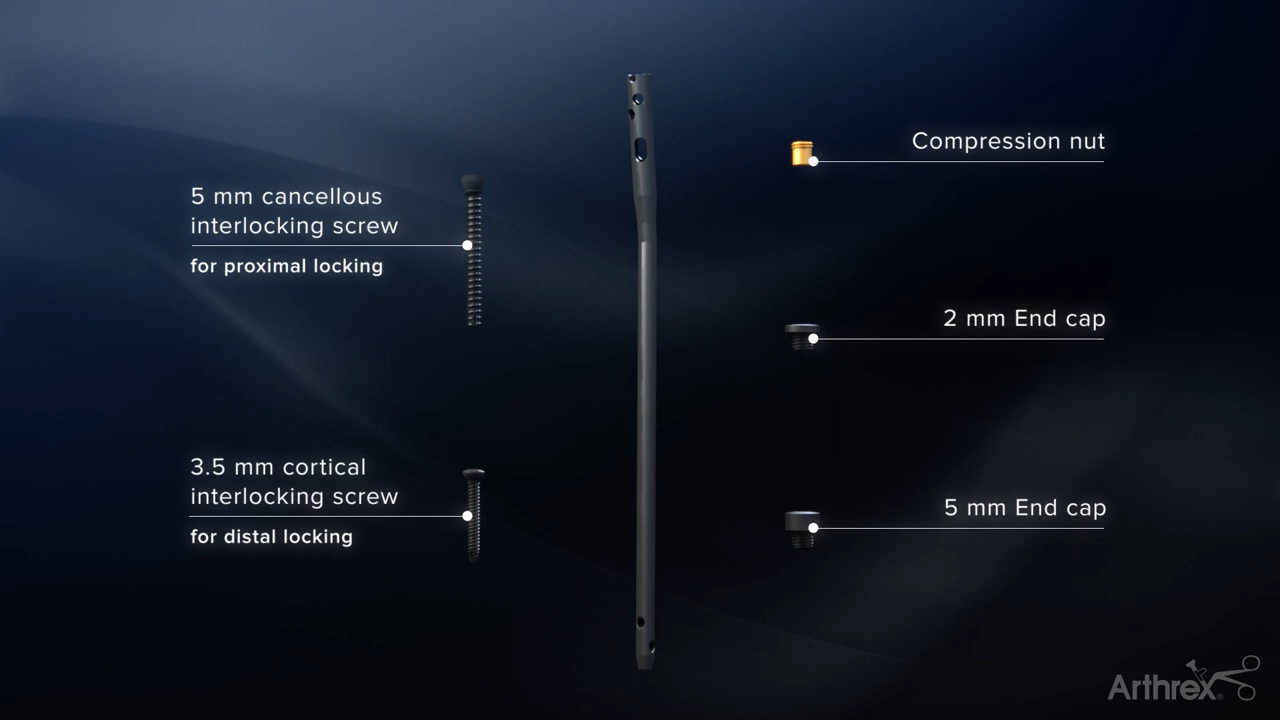 5 mm cancellous
interlocking screw
for proximal locking
3.5 mm cortical
interlocking screw
for distal locking
Compression nut
2 mm End cap
5 mm End cap
Arthrex®